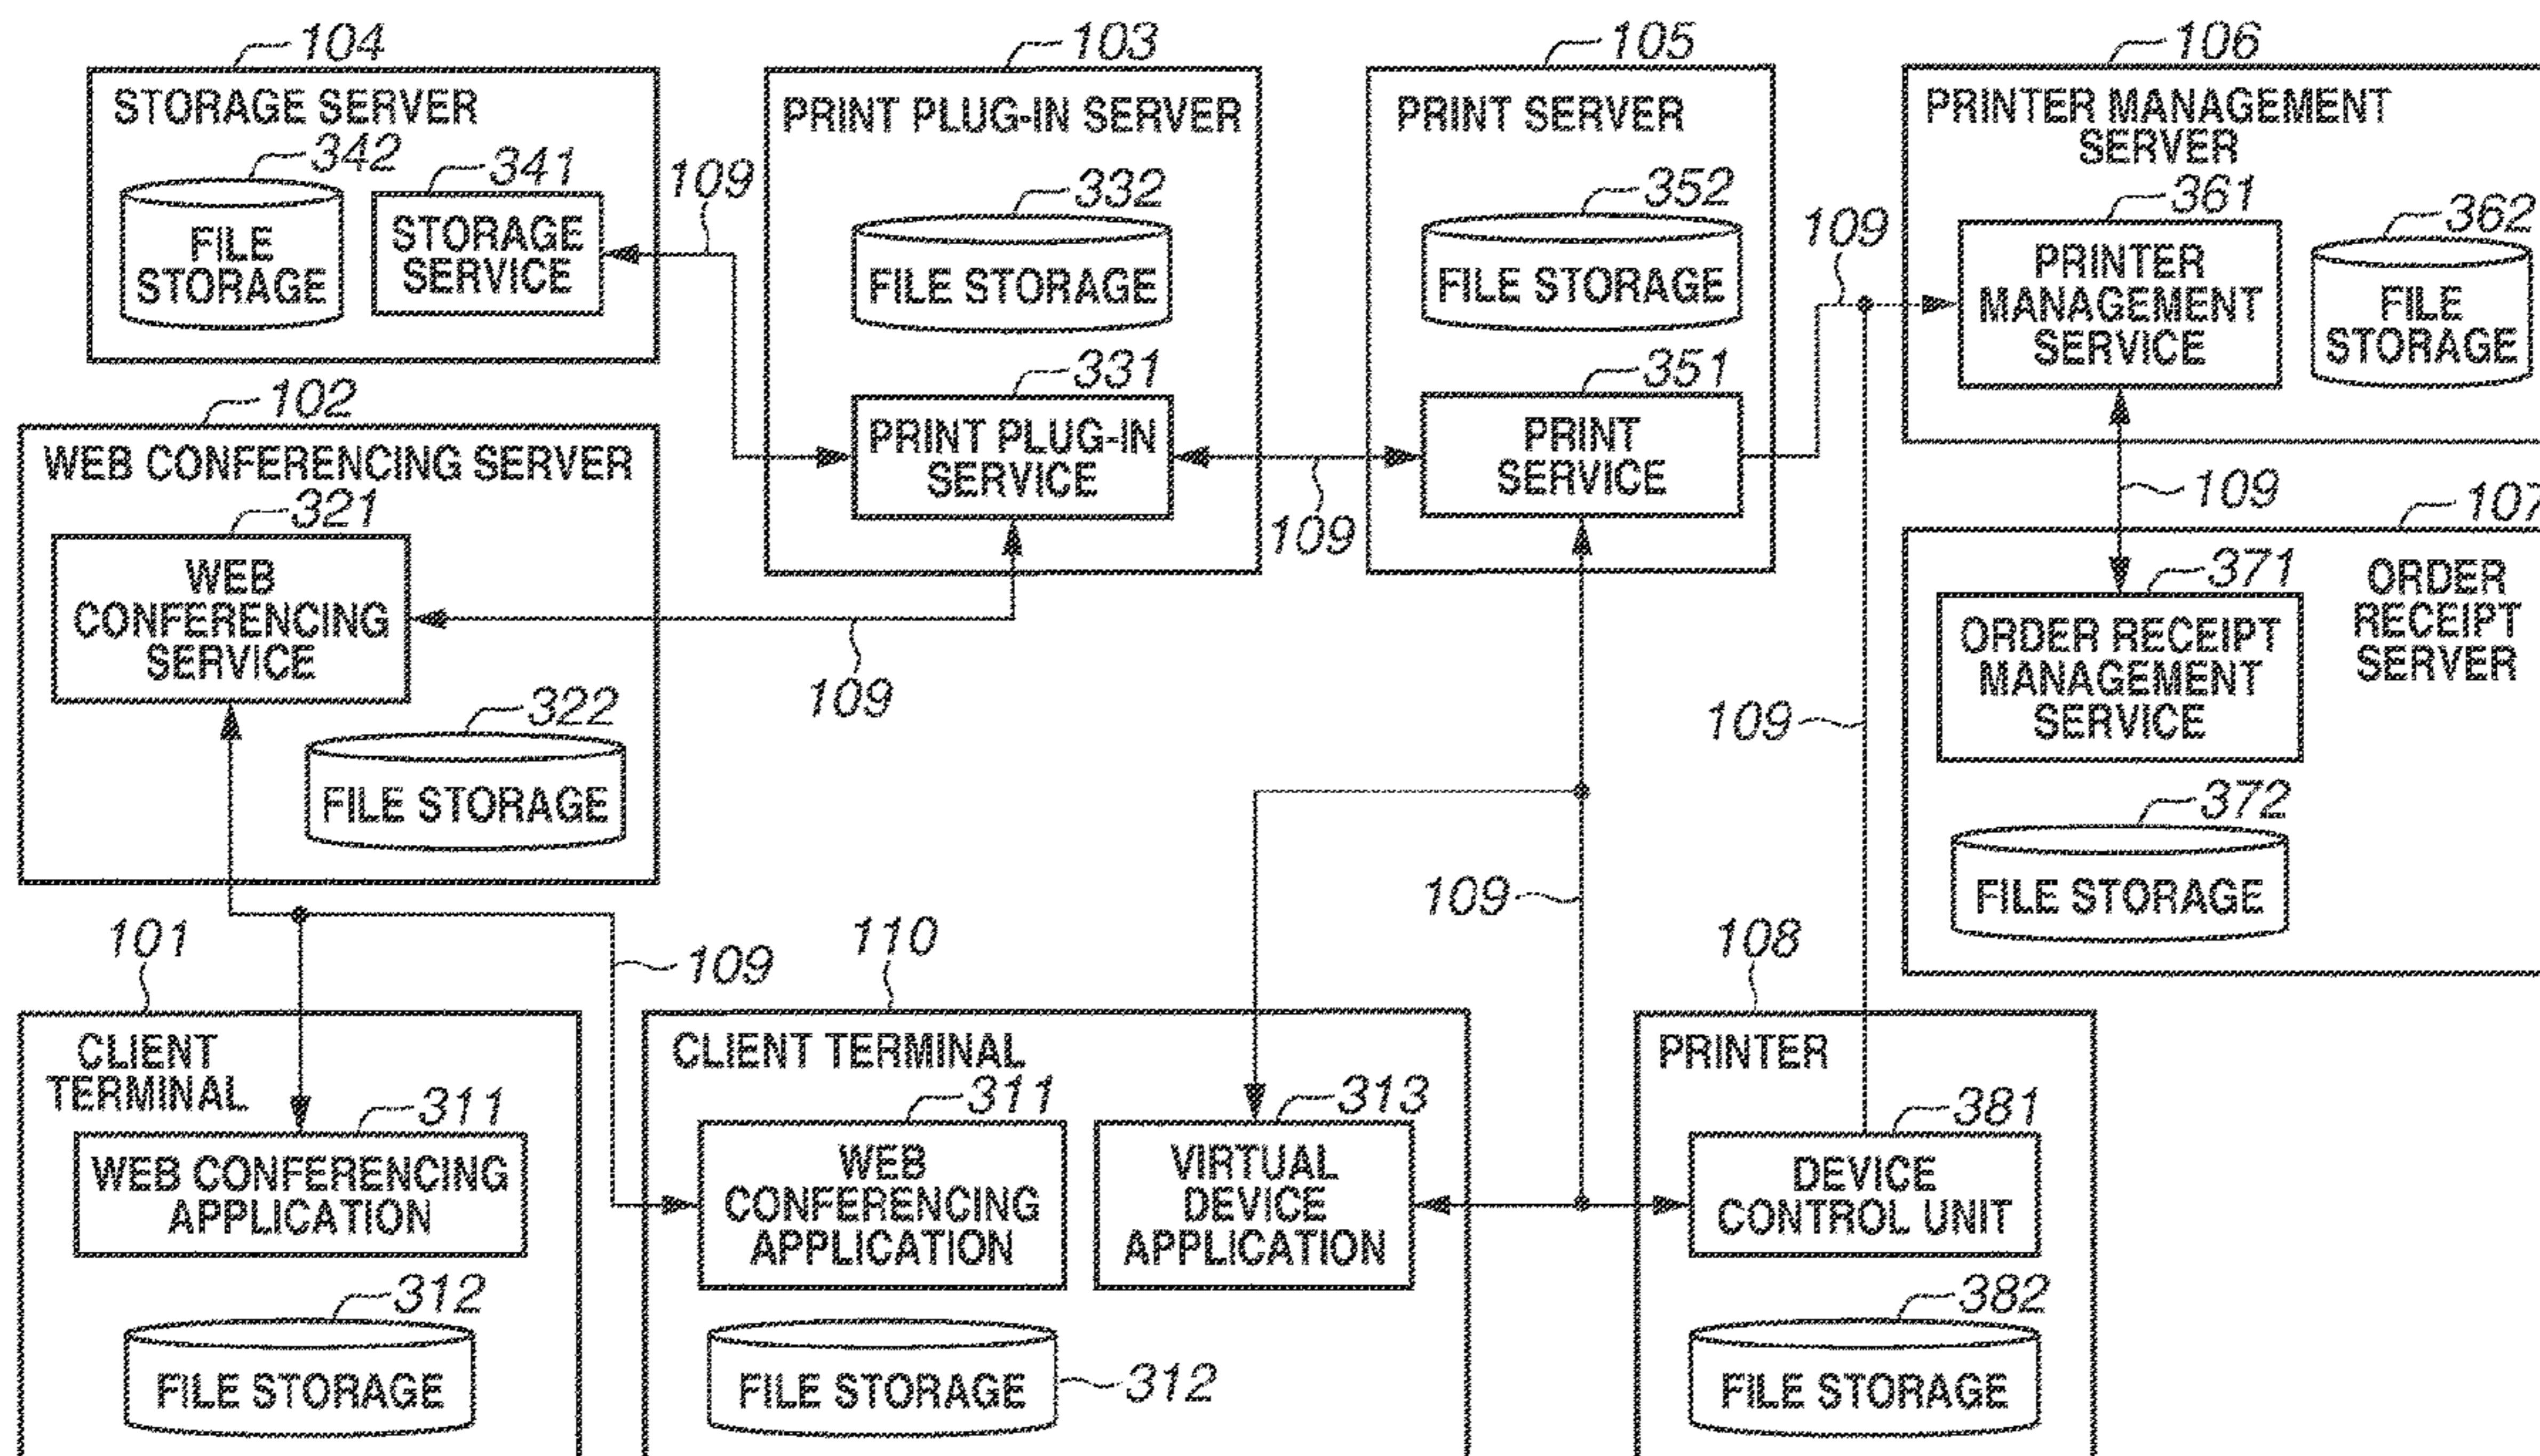 104
STORAGE SERVER
342
341
FILE
STORAGE
STORAGE
SERVICE
109
103
PRINT PLUG-IN SERVER
332
FILE STORAGE
331
PRINT PLUG-IN
SERVICE
109
105
PRINT SERVER
352
FILE STORAGE
351
PRINT
SERVICE
109
106
PRINTER MANAGEMENT
SERVER
361
362
PRINTER
MANAGEMENT
SERVICE
FILE
STORAGE
109
107
371
ORDER
RECEIPT
SERVER
ORDER RECEIPT
MANAGEMENT
SERVICE
372
FILE STORAGE
102
WEB CONFERENCING SERVER
321
WEB
CONFERENCING
SERVICE
322
FILE STORAGE
109
109
109
109
101
CLIENT
TERMINAL
311
WEB CONFERENCING
APPLICATION
312
FILE STORAGE
110
CLIENT TERMINAL
311
WEB
CONFERENCING
APPLICATION
313
VIRTUAL
DEVICE
APPLICATION
FILE STORAGE
312
108
PRINTER
381
DEVICE
CONTROL UNIT
382
FILE STORAGE